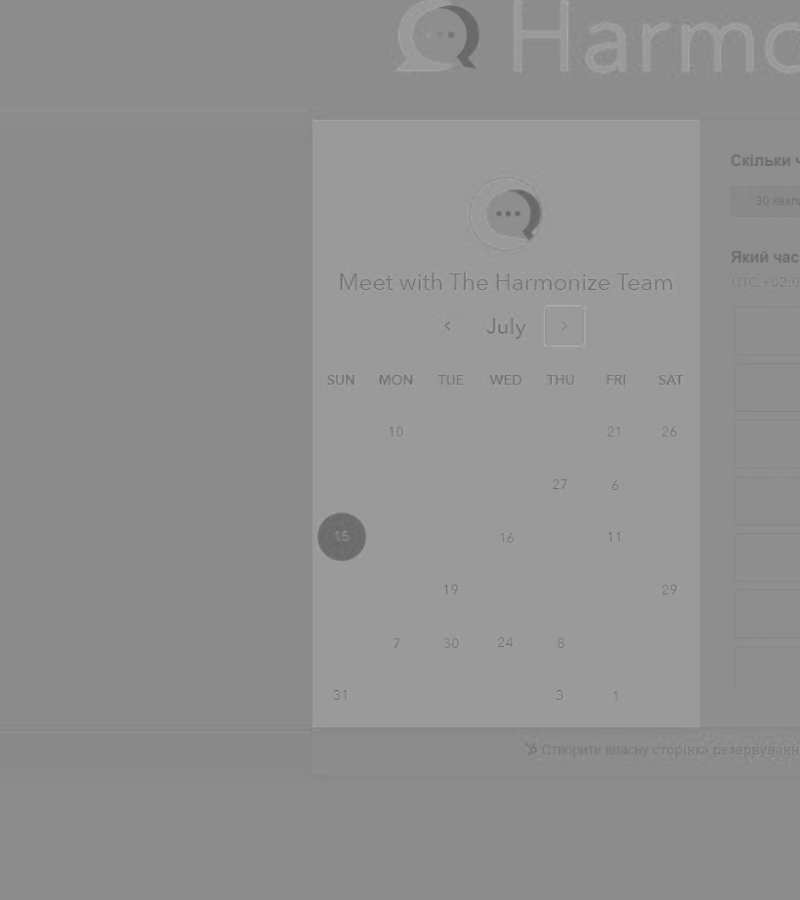 Harmo
Скільки ч
30 хвили
Meet with The Harmonize Team
Який час
UTC +03:0
July
SUN MON TUE WED THU FRI SAT
10 21 26
27 6
15 16 11
19 29
7 30 24 8
31 3 1
Створити власну сторінка резервуванн